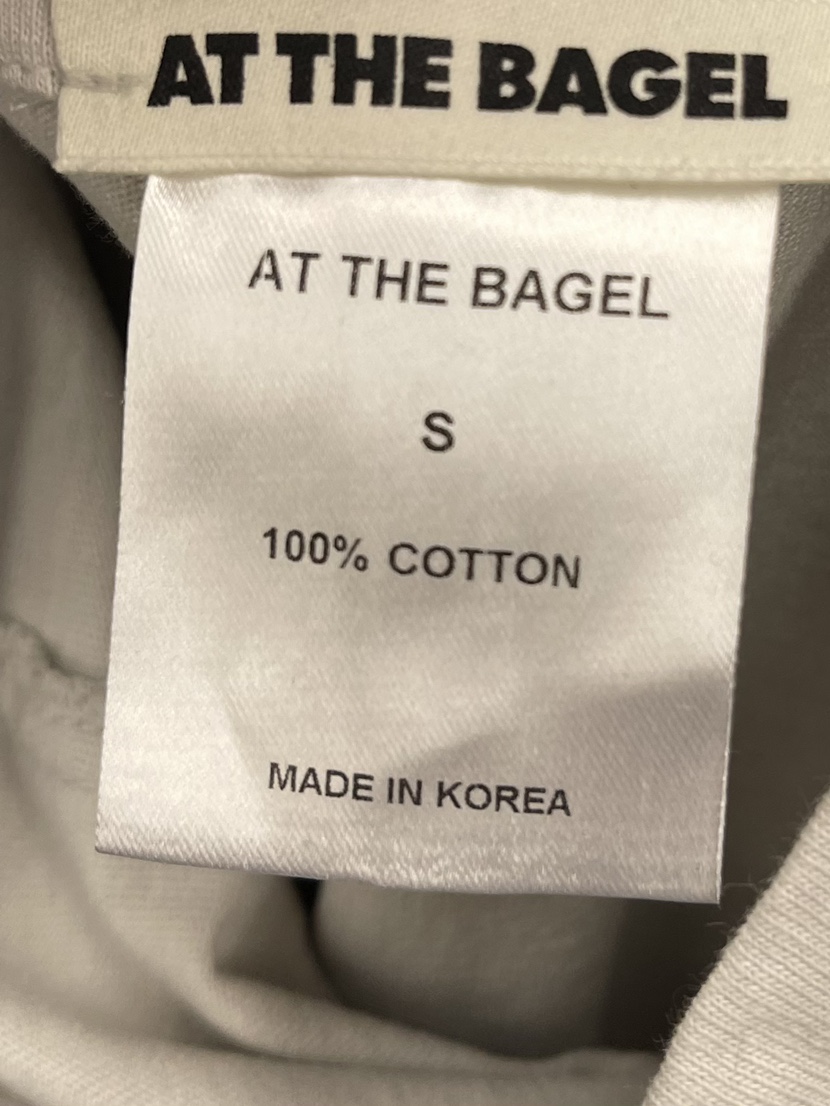 AT THE BAGEL
AT THE BAGEL
S
100% COTTON
MADE IN KOREA